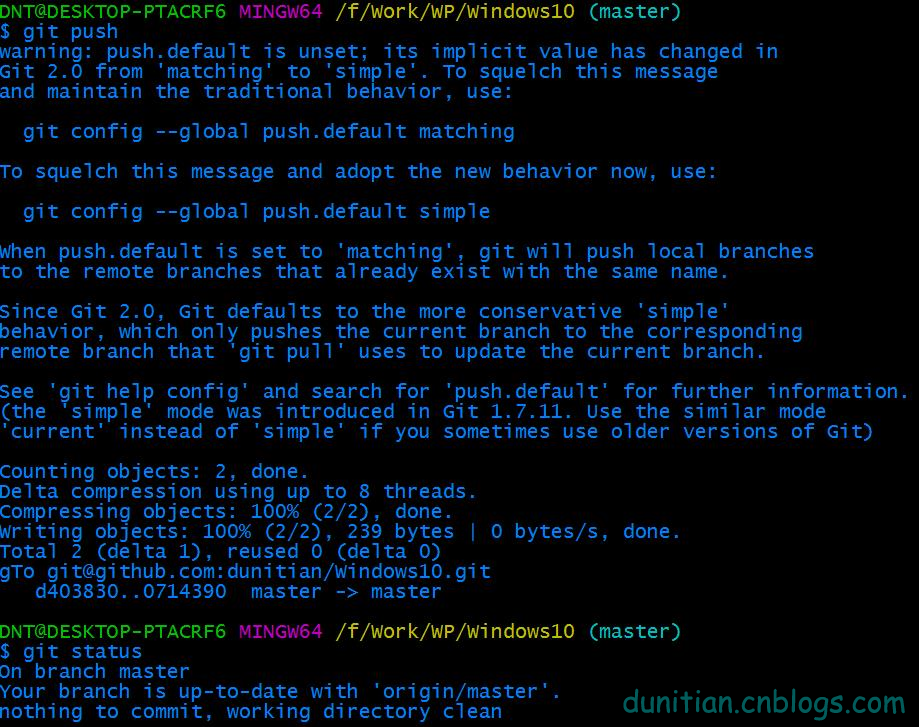 DNT@DESKTOP-PTACRF6 MINGW64 /f/Work/WP/Windows10 (master)
$ git push
warning: push.default is unset; its implicit value has changed in
Git 2.0 from 'matching' to 'simple'. To squelch this message
and maintain the traditional behavior, use:

  git config --global push.default matching

To squelch this message and adopt the new behavior now, use:

  git config --global push.default simple

When push.default is set to 'matching', git will push local branches
to the remote branches that already exist with the same name.

Since Git 2.0, Git defaults to the more conservative 'simple'
behavior, which only pushes the current branch to the corresponding
remote branch that 'git pull' uses to update the current branch.

See 'git help config' and search for 'push.default' for further information.
(the 'simple' mode was introduced in Git 1.7.11. Use the similar mode
'current' instead of 'simple' if you sometimes use older versions of Git)

Counting objects: 2, done.
Delta compression using up to 8 threads.
Compressing objects: 100% (2/2), done.
Writing objects: 100% (2/2), 239 bytes | 0 bytes/s, done.
Total 2 (delta 1), reused 0 (delta 0)
gTo git@github.com:dunitian/Windows10.git
   d403830..0714390  master -> master

DNT@DESKTOP-PTACRF6 MINGW64 /f/Work/WP/Windows10 (master)
$ git status
On branch master
Your branch is up-to-date with 'origin/master'.
nothing to commit, working directory clean
dunitian.cnblogs.com